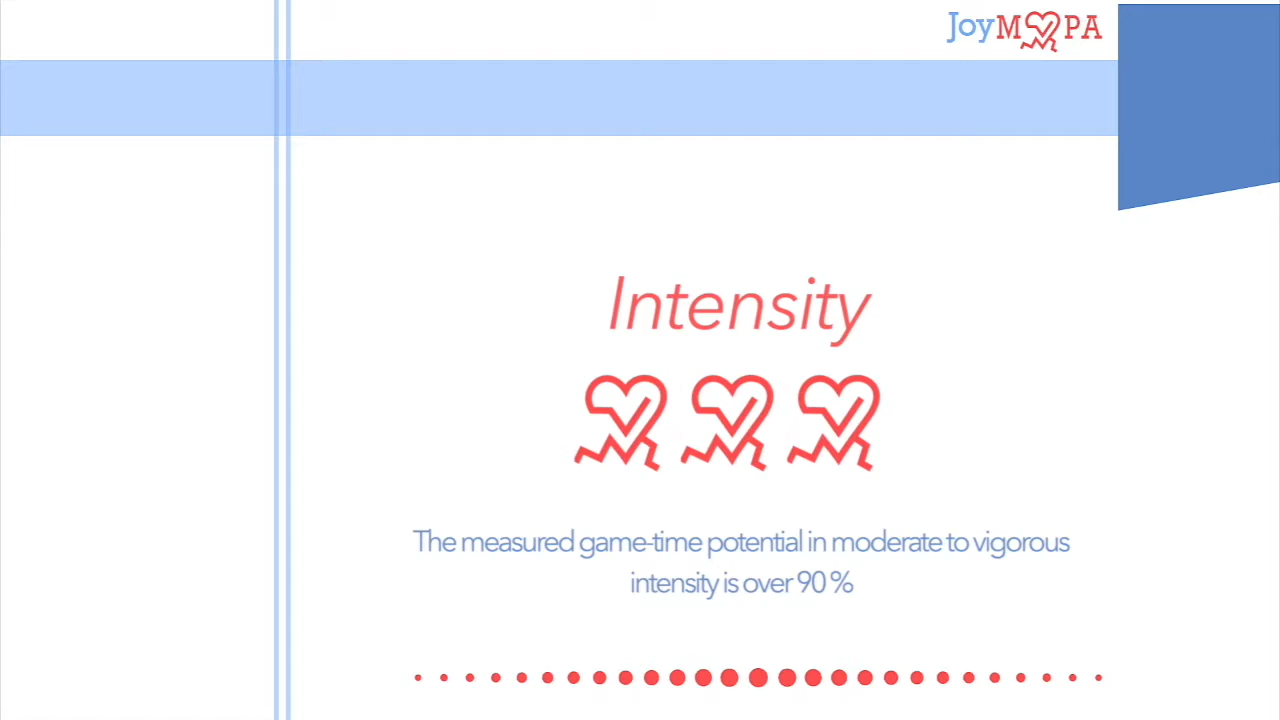 JoyMPA
Intensity
The measured game-time potential in moderate to vigorous
intensity is over 90 %